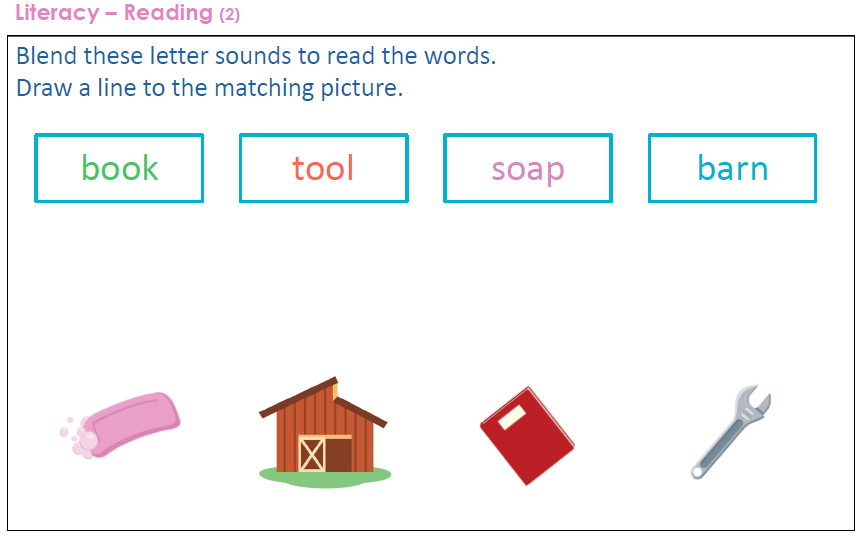 Literacy – Reading (2)
Blend these letter sounds to read the words.
Draw a line to the matching picture.
book tool soap barn